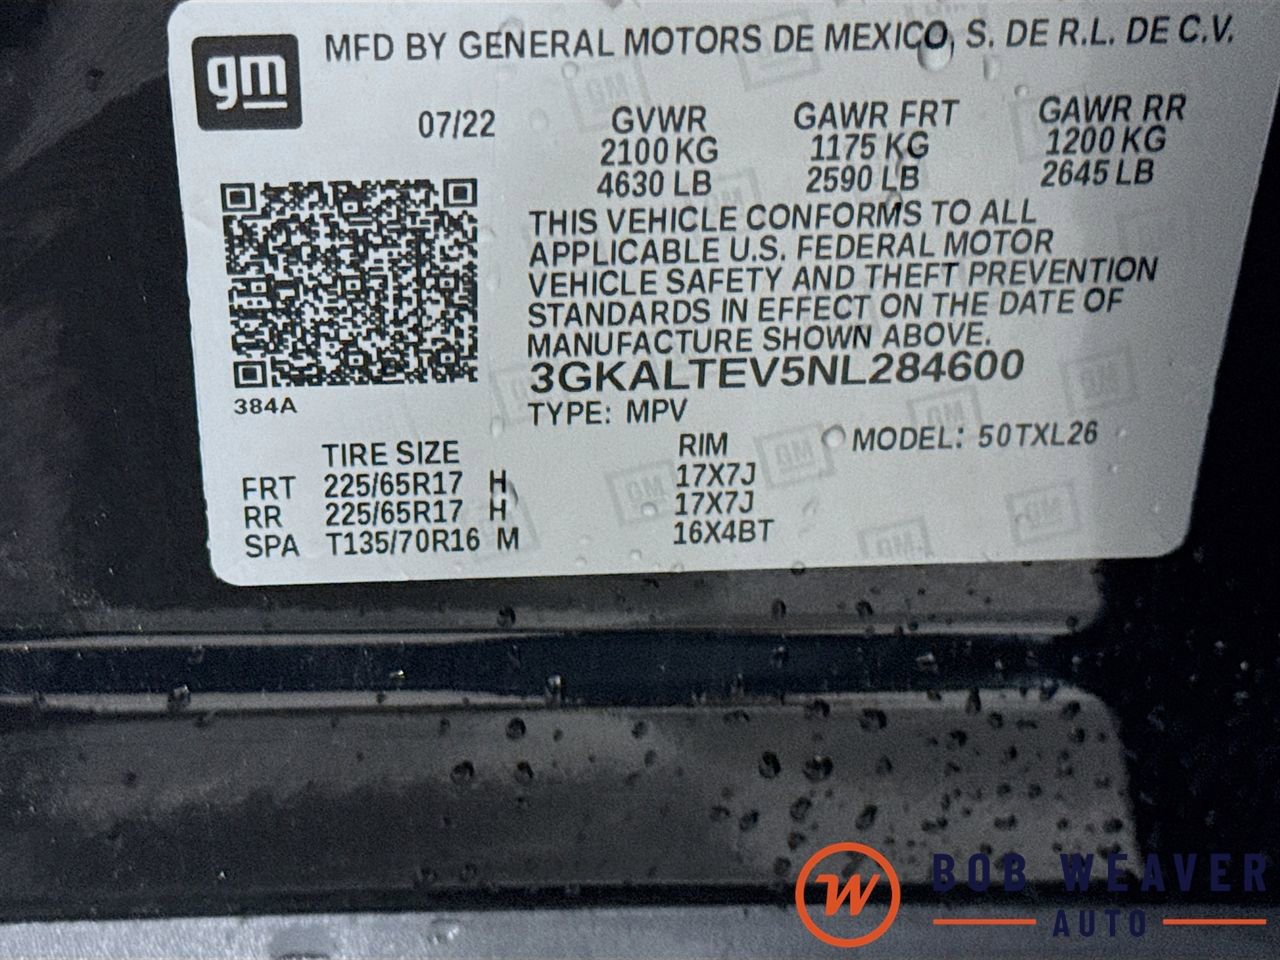 gm
MFD BY GENERAL MOTORS DE MEXICO, S. DE R.L. DE C.V.
07/22
GVWR GAWR FRT GAWR RR
2100 KG 1175 KG 1200 KG
4630 LB 2590 LB 2645 LB
THIS VEHICLE CONFORMS TO ALL
APPLICABLE U.S. FEDERAL MOTOR
VEHICLE SAFETY AND THEFT PREVENTION
STANDARDS IN EFFECT ON THE DATE OF
MANUFACTURE SHOWN ABOVE.
3GKALTEV5NL284600
384A
TYPE: MPV
MODEL: 50TXL26
TIRE SIZE RIM
FRT 225/65R17 H 17X7J
RR 225/65R17 H 17X7J
SPA T135/70R16 M 16X4BT
W
BOB WEAVER
AUTO